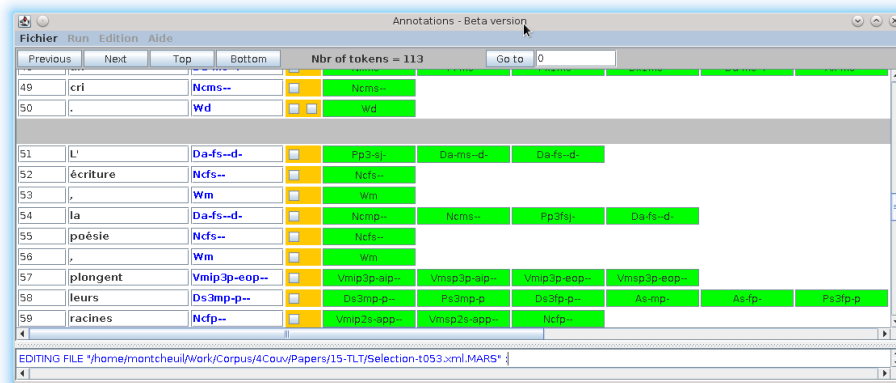 Annotations - Beta version
Fichier Run Edition Aide
Previous Next Top Bottom Nbr of tokens = 113 Go to 0
49 cri Ncms-- Ncms--
50 . Wd Wd
51 L' Da-fs--d- Pp3-sj- Da-ms--d- Da-fs--d-
52 écriture Ncfs-- Ncfs--
53 , Wm Wm
54 la Da-fs--d- Ncmp-- Ncms-- Pp3fsj- Da-fs--d-
55 poêsie Ncfs-- Ncfs--
56 , Wm Wm
57 plongent Vmip3p-eop-- Vmip3p-aip-- Vmsp3p-aip-- Vmip3p-eop-- Vmsp3p-eop--
58 leurs Ds3mp-p-- Ds3mp-p-- Ps3mp-p Ds3fp-p-- As-mp- As-fp- Ps3fp-p
59 racines Ncfp-- Vmip2s-app-- Vmsp2s-app-- Ncfp--
EDITING FILE "/home/montcheuil/Work/Corpus/4Couv/Papers/15-TLT/Selection-t053.xml.MARS" :